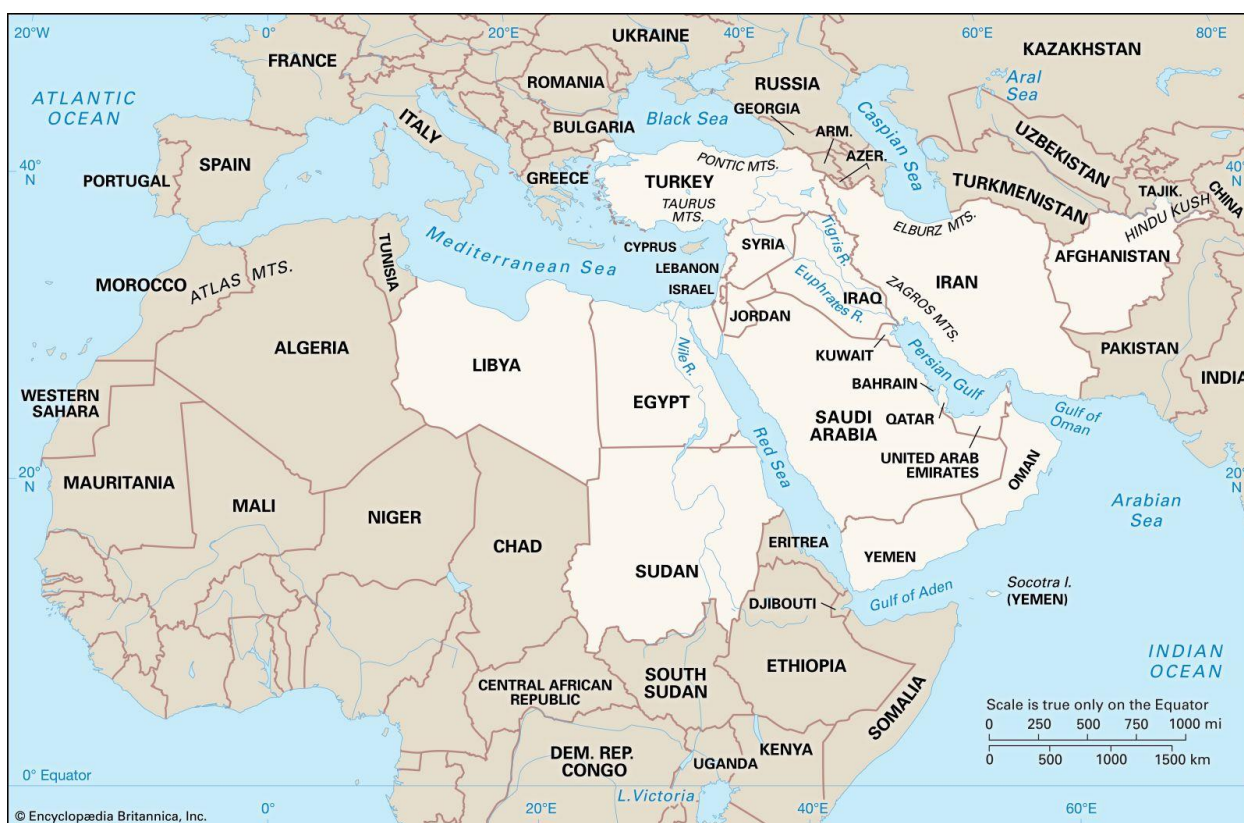 20°W
0°
20°
40°
60°
80°
UKRAINE
KAZAKHSTAN
FRANCE
ROMANIA
RUSSIA
Aral
Sea
ATLANTIC
OCEAN
ITALY
BULGARIA
Black Sea
GEORGIA
ARM.
AZER.
Caspian Sea
UZBEKISTAN
TURKMENISTAN
TAJIK.
CHINA
40°
N
40°
N
PORTUGAL
SPAIN
GREECE
PONTIC MTS.
TURKEY
TAURUS
MTS.
ELBURZ MTS.
HINDU KUSH
AFGHANISTAN
TUNISIA
Mediterranean Sea
CYPRUS
SYRIA
Tigris R.
LEBANON
ISRAEL
Euphrates R.
IRAQ
ZAGROS MTS.
IRAN
MOROCCO
ATLAS MTS.
JORDAN
ALGERIA
LIBYA
Nile R.
EGYPT
KUWAIT
Persian Gulf
PAKISTAN
INDIA
BAHRAIN
WESTERN
SAHARA
SAUDI
ARABIA
QATAR
Gulf of
Oman
Red Sea
UNITED ARAB
EMIRATES
OMAN
20°
N
20°
N
MAURITANIA
MALI
NIGER
CHAD
SUDAN
ERITREA
YEMEN
Arabian
Sea
DJIBOUTI
Gulf of Aden
Socotra I.
(YEMEN)
INDIAN
OCEAN
CENTRAL AFRICAN
REPUBLIC
SOUTH
SUDAN
ETHIOPIA
SOMALIA
Scale is true only on the Equator
0 250 500 750 1000 mi
0 500 1000 1500 km
DEM. REP.
CONGO
UGANDA
KENYA
0° Equator
L.Victoria
0°
20°E
40°
60°
© Encyclopædia Britannica, Inc.